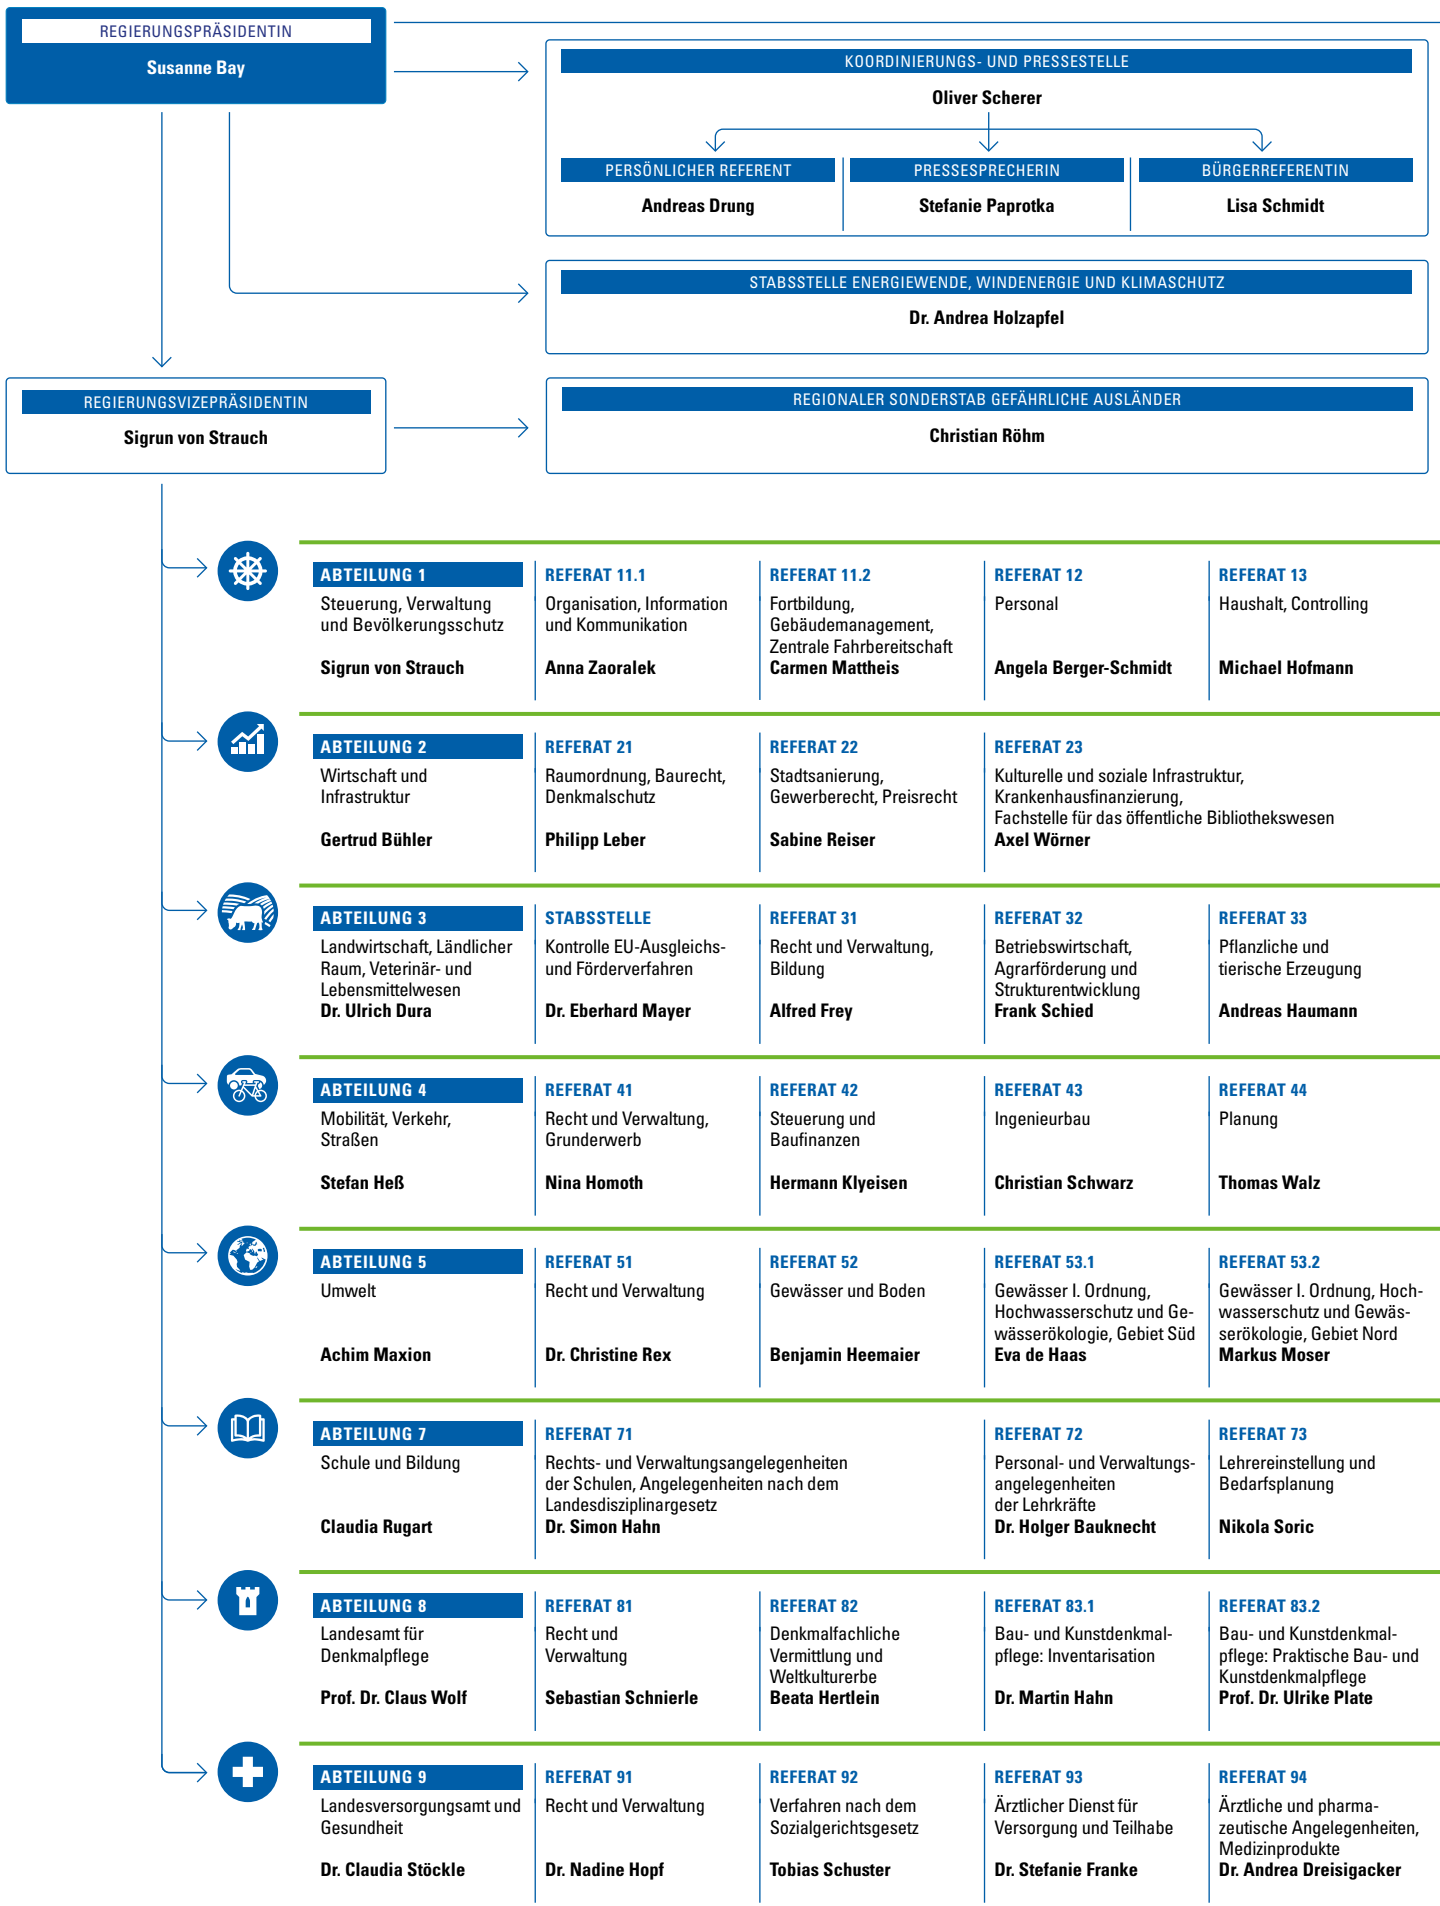 REGIERUNGSPRÄSIDENTIN
Susanne Bay
KOORDINIERUNGS- UND PRESSESTELLE
Oliver Scherer
PERSÖNLICHER REFERENT
Andreas Drung
PRESSESPRECHERIN
Stefanie Paprotka
BÜRGERREFERENTIN
Lisa Schmidt
STABSSTELLE ENERGIEWENDE, WINDENERGIE UND KLIMASCHUTZ
Dr. Andrea Holzapfel
REGIERUNGSVIZEPRÄSIDENTIN
Sigrun von Strauch
REGIONALER SONDERSTAB GEFÄHRLICHE AUSLÄNDER
Christian Röhm
ABTEILUNG 1
Steuerung, Verwaltung
und Bevölkerungsschutz
Sigrun von Strauch
REFERAT 11.1
Organisation, Information
und Kommunikation
Anna Zaoralek
REFERAT 11.2
Fortbildung,
Gebäudemanagement,
Zentrale Fahrbereitschaft
Carmen Mattheis
REFERAT 12
Personal
Angela Berger-Schmidt
REFERAT 13
Haushalt, Controlling
Michael Hofmann
ABTEILUNG 2
Wirtschaft und
Infrastruktur
Gertrud Bühler
REFERAT 21
Raumordnung, Baurecht,
Denkmalschutz
Philipp Leber
REFERAT 22
Stadtsanierung,
Gewerberecht, Preisrecht
Sabine Reiser
REFERAT 23
Kulturelle und soziale Infrastruktur,
Krankenhausfinanzierung,
Fachstelle für das öffentliche Bibliothekswesen
Axel Wörner
ABTEILUNG 3
Landwirtschaft, Ländlicher
Raum, Veterinär- und
Lebensmittelwesen
Dr. Ulrich Dura
STABSSTELLE
Kontrolle EU-Ausgleichs-
und Förderverfahren
Dr. Eberhard Mayer
REFERAT 31
Recht und Verwaltung,
Bildung
Alfred Frey
REFERAT 32
Betriebswirtschaft,
Agrarförderung und
Strukturentwicklung
Frank Schied
REFERAT 33
Pflanzliche und
tierische Erzeugung
Andreas Haumann
ABTEILUNG 4
Mobilität, Verkehr,
Straßen
Stefan Heß
REFERAT 41
Recht und Verwaltung,
Grunderwerb
Nina Homoth
REFERAT 42
Steuerung und
Baufinanzen
Hermann Klyeisen
REFERAT 43
Ingenieurbau
Christian Schwarz
REFERAT 44
Planung
Thomas Walz
ABTEILUNG 5
Umwelt
Achim Maxion
REFERAT 51
Recht und Verwaltung
Dr. Christine Rex
REFERAT 52
Gewässer und Boden
Benjamin Heemaier
REFERAT 53.1
Gewässer I. Ordnung,
Hochwasserschutz und Ge-
wässerökologie, Gebiet Süd
Eva de Haas
REFERAT 53.2
Gewässer I. Ordnung, Hoch-
wasserschutz und Gewäs-
serökologie, Gebiet Nord
Markus Moser
ABTEILUNG 7
Schule und Bildung
Claudia Rugart
REFERAT 71
Rechts- und Verwaltungsangelegenheiten
der Schulen, Angelegenheiten nach dem
Landesdisziplinargesetz
Dr. Simon Hahn
REFERAT 72
Personal- und Verwaltungs-
angelegenheiten
der Lehrkräfte
Dr. Holger Bauknecht
REFERAT 73
Lehrereinstellung und
Bedarfsplanung
Nikola Soric
ABTEILUNG 8
Landesamt für
Denkmalpflege
Prof. Dr. Claus Wolf
REFERAT 81
Recht und
Verwaltung
Sebastian Schnierle
REFERAT 82
Denkmalfachliche
Vermittlung und
Weltkulturerbe
Beata Hertlein
REFERAT 83.1
Bau- und Kunstdenkmal-
pflege: Inventarisation
Dr. Martin Hahn
REFERAT 83.2
Bau- und Kunstdenkmal-
pflege: Praktische Bau- und
Kunstdenkmalpflege
Prof. Dr. Ulrike Plate
ABTEILUNG 9
Landesversorgungsamt und
Gesundheit
Dr. Claudia Stöckle
REFERAT 91
Recht und Verwaltung
Dr. Nadine Hopf
REFERAT 92
Verfahren nach dem
Sozialgerichtsgesetz
Tobias Schuster
REFERAT 93
Ärztlicher Dienst für
Versorgung und Teilhabe
Dr. Stefanie Franke
REFERAT 94
Ärztliche und pharma-
zeutische Angelegenheiten,
Medizinprodukte
Dr. Andrea Dreisigacker